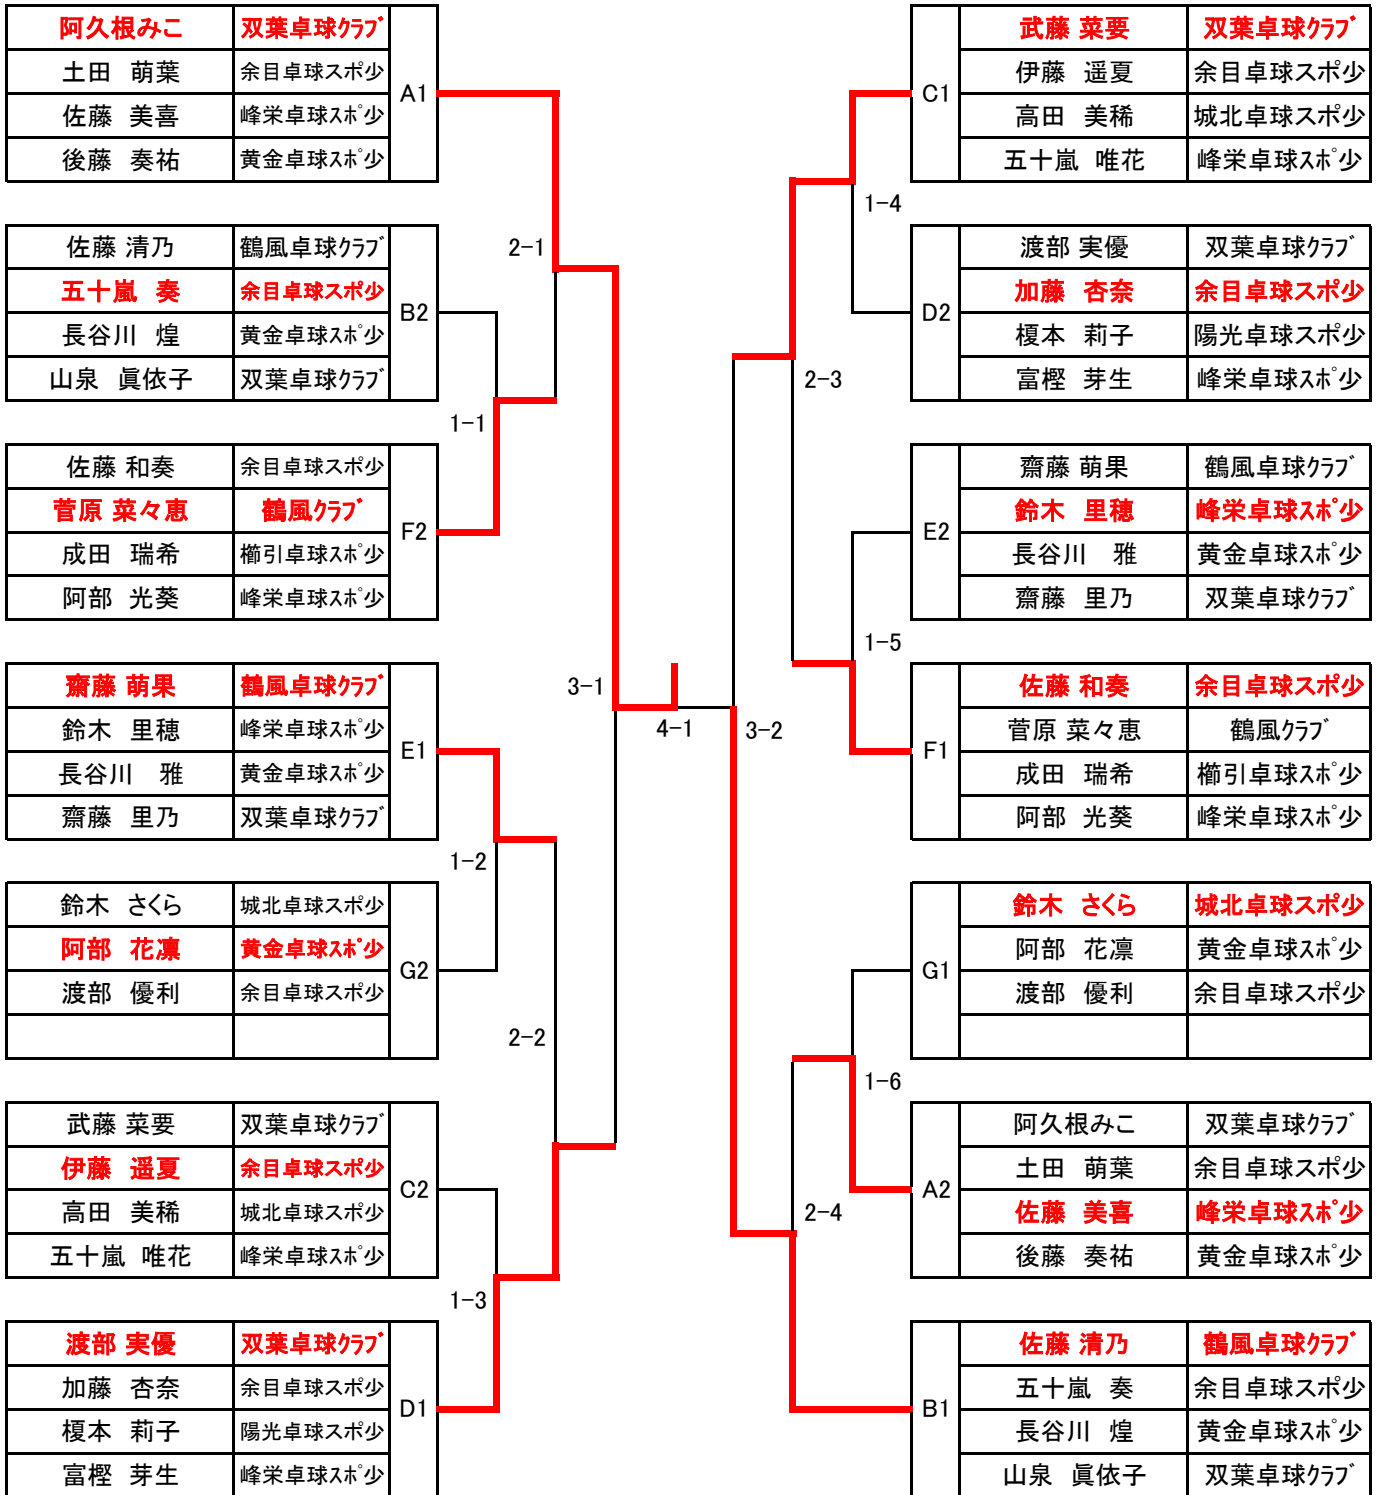 阿久根みこ 双葉卓球ｸﾗﾌﾞ
土田　萌葉 余目卓球スポ少
A1
佐藤　美喜 峰栄卓球ｽﾎﾟ少
後藤　奏祐 黄金卓球ｽﾎﾟ少
佐藤 清乃 鶴風卓球ｸﾗﾌﾞ
五十嵐　奏 余目卓球スポ少
B2
長谷川　煌 黄金卓球ｽﾎﾟ少
山泉　眞依子 双葉卓球ｸﾗﾌﾞ
佐藤 和奏 余目卓球スポ少
菅原 菜々恵 鶴風ｸﾗﾌﾞ
F2
成田　瑞希 櫛引卓球ｽﾎﾟ少
阿部　光葵 峰栄卓球ｽﾎﾟ少
齋藤 萌果 鶴風卓球ｸﾗﾌﾞ
鈴木　里穂 峰栄卓球ｽﾎﾟ少
E1
長谷川　雅 黄金卓球ｽﾎﾟ少
齋藤　里乃 双葉卓球ｸﾗﾌﾞ
鈴木　さくら 城北卓球スポ少
阿部　花凛 黄金卓球ｽﾎﾟ少
G2
渡部　優利 余目卓球スポ少
武藤 菜要 双葉卓球ｸﾗﾌﾞ
伊藤　遥夏 余目卓球スポ少
C2
高田　美稀 城北卓球スポ少
五十嵐　唯花 峰栄卓球ｽﾎﾟ少
渡部 実優 双葉卓球ｸﾗﾌﾞ
加藤　杏奈 余目卓球スポ少
D1
榎本　莉子 陽光卓球スポ少
富樫　芽生 峰栄卓球ｽﾎﾟ少
2-1
1-1
3-1
1-2
2-2
1-3
4-1
3-2
1-4
2-3
1-5
1-6
2-4
武藤 菜要 双葉卓球ｸﾗﾌﾞ
伊藤　遥夏 余目卓球スポ少
C1
高田　美稀 城北卓球スポ少
五十嵐　唯花 峰栄卓球ｽﾎﾟ少
渡部 実優 双葉卓球ｸﾗﾌﾞ
加藤　杏奈 余目卓球スポ少
D2
榎本　莉子 陽光卓球スポ少
富樫　芽生 峰栄卓球ｽﾎﾟ少
齋藤 萌果 鶴風卓球ｸﾗﾌﾞ
鈴木　里穂 峰栄卓球ｽﾎﾟ少
E2
長谷川　雅 黄金卓球ｽﾎﾟ少
齋藤　里乃 双葉卓球ｸﾗﾌﾞ
佐藤 和奏 余目卓球スポ少
菅原 菜々恵 鶴風ｸﾗﾌﾞ
F1
成田　瑞希 櫛引卓球ｽﾎﾟ少
阿部　光葵 峰栄卓球ｽﾎﾟ少
鈴木　さくら 城北卓球スポ少
阿部　花凛 黄金卓球ｽﾎﾟ少
G1
渡部　優利 余目卓球スポ少
阿久根みこ 双葉卓球ｸﾗﾌﾞ
土田　萌葉 余目卓球スポ少
A2
佐藤　美喜 峰栄卓球ｽﾎﾟ少
後藤　奏祐 黄金卓球ｽﾎﾟ少
佐藤 清乃 鶴風卓球ｸﾗﾌﾞ
五十嵐　奏 余目卓球スポ少
B1
長谷川　煌 黄金卓球ｽﾎﾟ少
山泉　眞依子 双葉卓球ｸﾗﾌﾞ